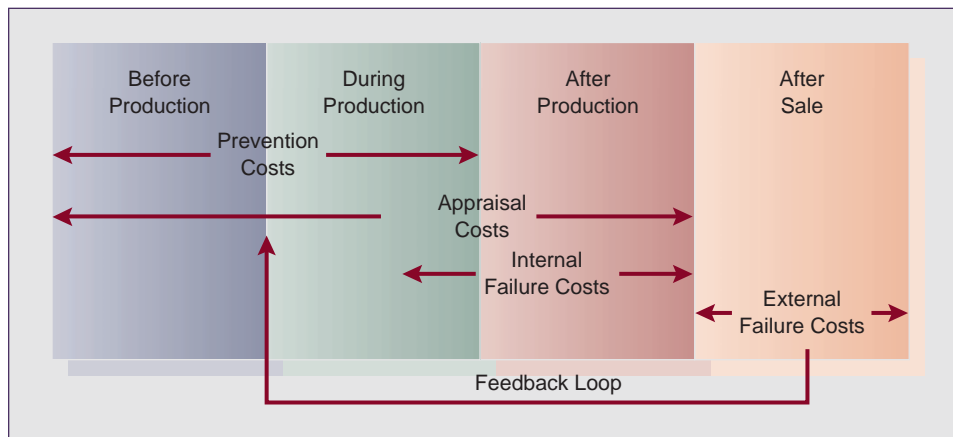 Before
Production
During
Production
After
Production
After
Sale
Prevention
Costs
Appraisal
Costs
Internal
Failure Costs
External
Failure Costs
Feedback Loop